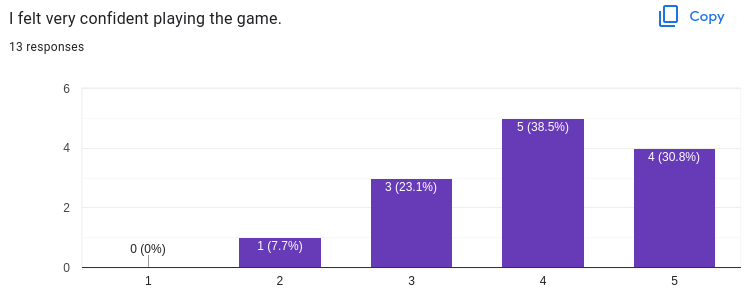 I felt very confident playing the game.
Copy
13 responses
6
4
2
0
0 (0%)
1 (7.7%)
3 (23.1%)
5 (38.5%)
4 (30.8%)
1 2 3 4 5